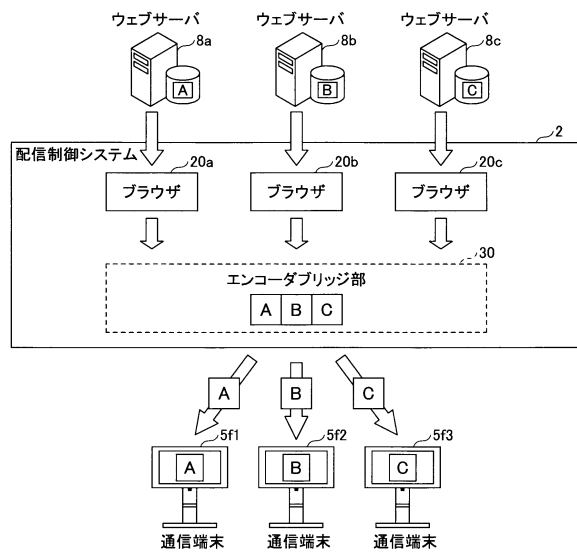 ウェブサーバ ウェブサーバ ウェブサーバ
8a 8b 8c
A B C
2
配信制御システム
20a 20b 20c
ブラウザ ブラウザ ブラウザ
30
エンコーダブリッジ部
A B C
A B C
5f1 5f2 5f3
A B C
通信端末 通信端末 通信端末